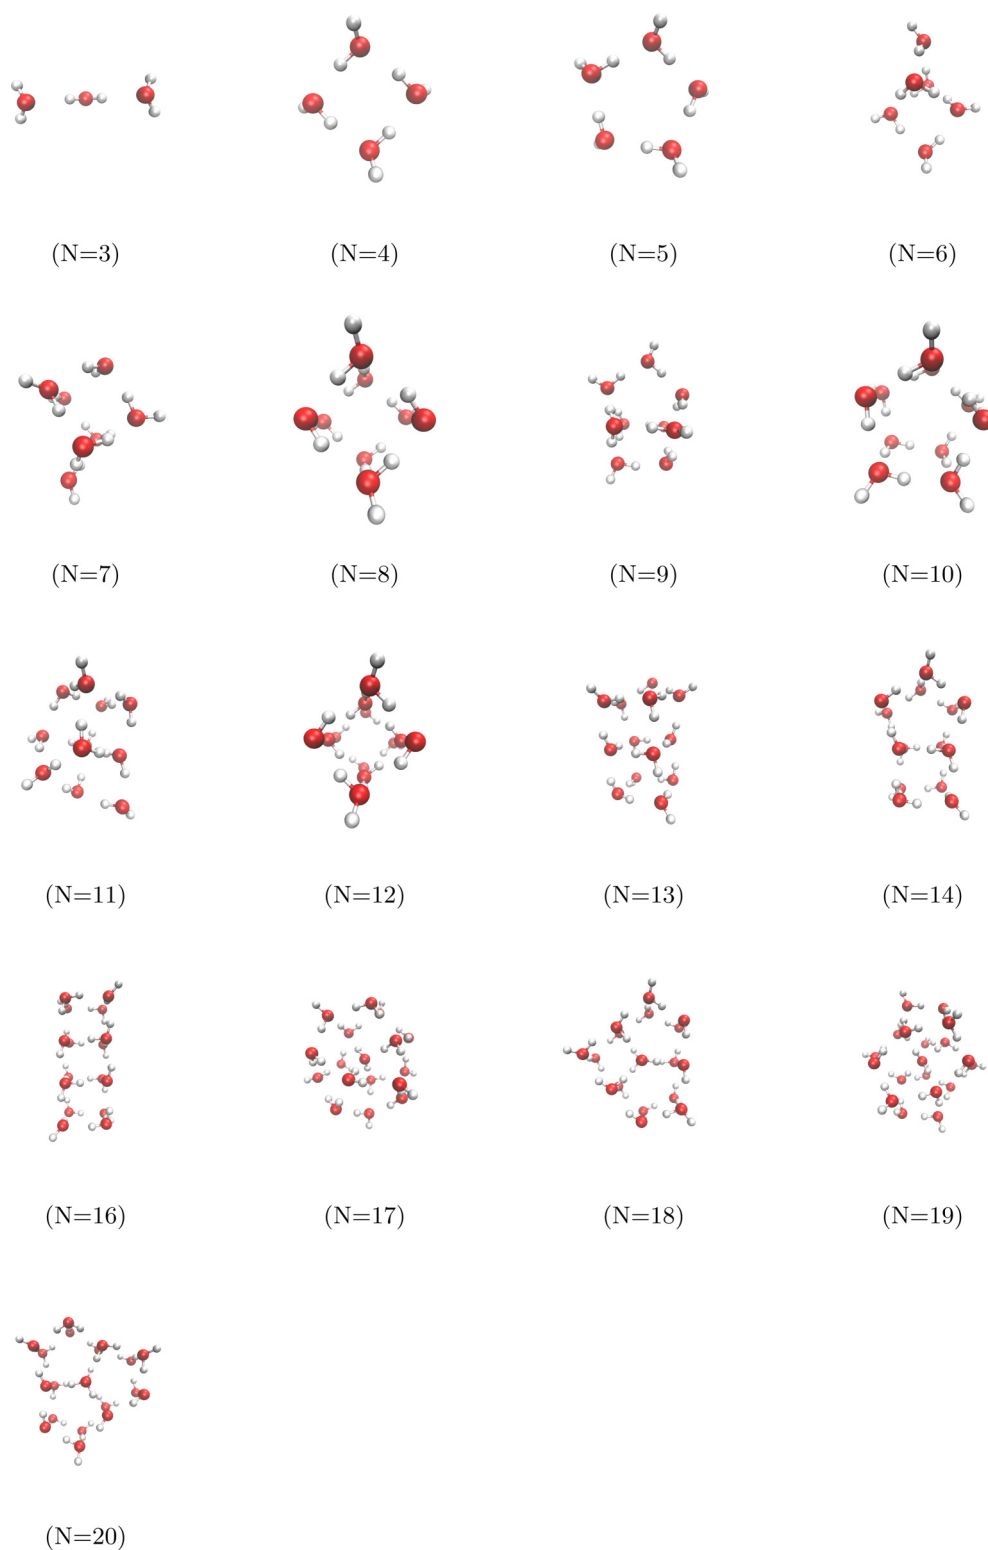 (N=3) (N=4) (N=5) (N=6)
(N=7) (N=8) (N=9) (N=10)
(N=11) (N=12) (N=13) (N=14)
(N=16) (N=17) (N=18) (N=19)
(N=20)